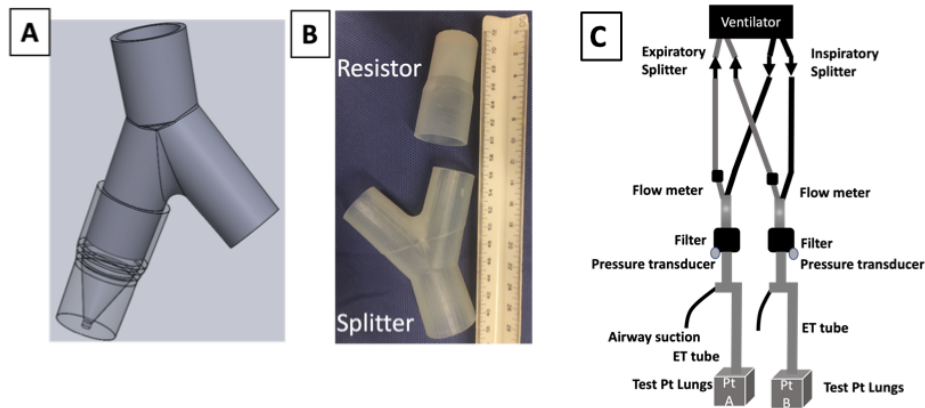 A
B
Resistor
Splitter
C
Ventilator
Expiratory
Splitter
Inspiratory
Splitter
Flow meter
Flow meter
Filter
Filter
Pressure transducer
Pressure transducer
Airway suction
ET tube
ET tube
Test Pt Lungs
Pt
A
Pt
B
Test Pt Lungs